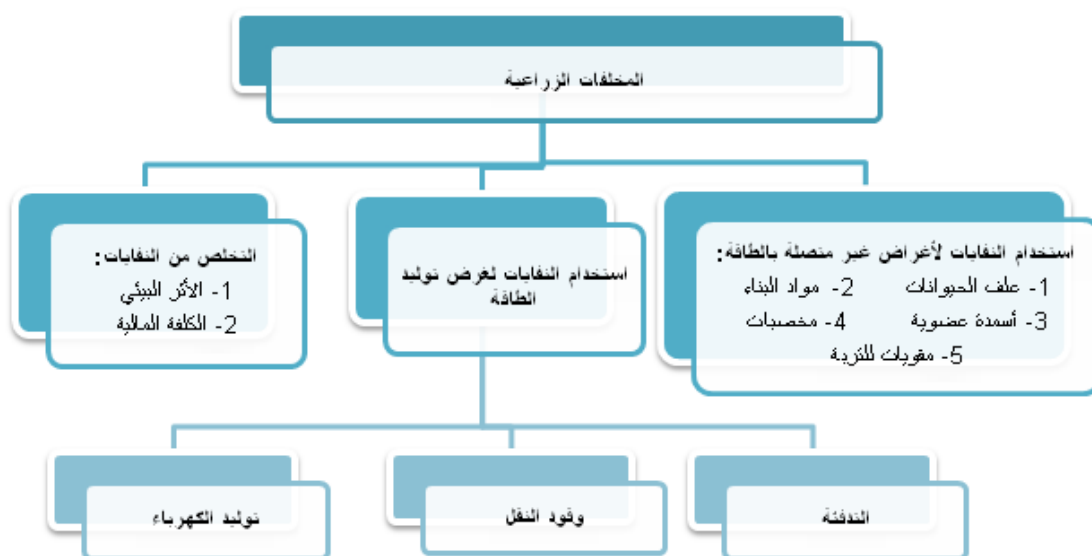 المخلفات الزراعية
استخدام النفايات لأغراض غير متصلة بالطاقة:
1- علف الحيوانات 2- مواد البناء
3- أسمدة عضوية 4- مخصبات
5- مقويات للتربة
استخدام النفايات لغرض توليد
الطاقة
التخلص من النفايات:
1- الأثر البيئي
2- الكلفة المالية
التدفئة
وقود النقل
توليد الكهرباء